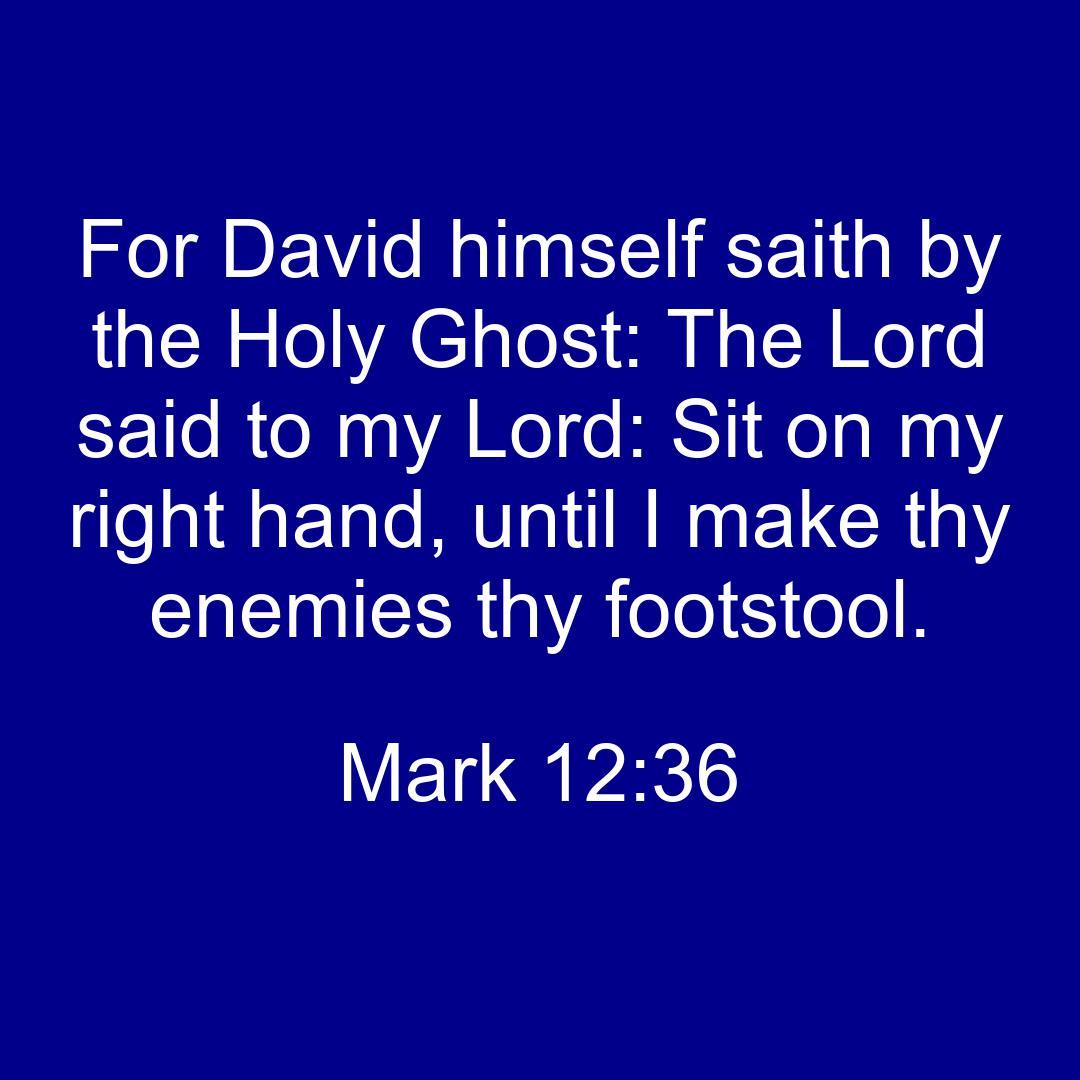 For David himself saith by
the Holy Ghost: The Lord
said to my Lord: Sit on my
right hand, until I make thy
enemies thy footstool.
Mark 12:36